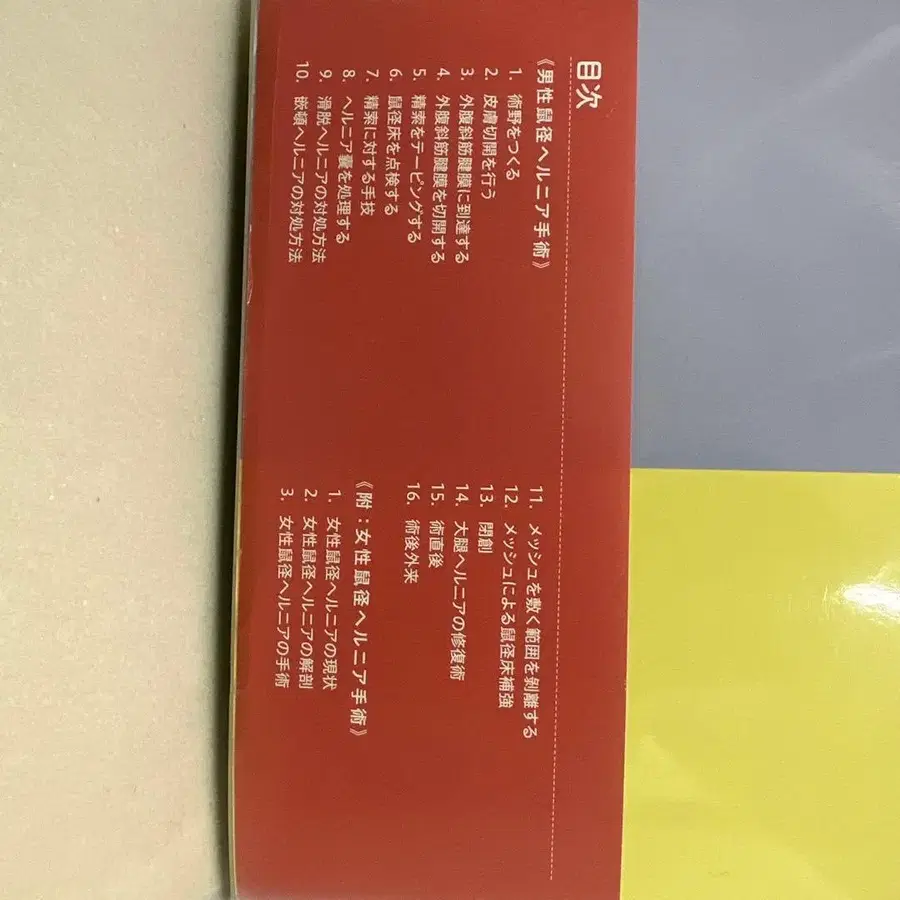 目次
《男性鼠径ヘルニア手術》
1. 術野をつくる
2. 皮膚切開を行う
3. 外腹斜筋腱膜に到達する
4. 外腹斜筋腱膜を切開する
5. 精索をテーピングする
6. 鼠径床を点検する
7. 精索に対する手技
8. ヘルニア嚢を処理する
9. 滑脱ヘルニアの対処方法
10. 嵌頓ヘルニアの対処方法
11. メッシュを敷く範囲を剝離する
12. メッシュによる鼠径床補強
13. 閉創
14. 大腿ヘルニアの修復術
15. 術直後
16. 術後外来
《附：女性鼠径ヘルニア手術》
1. 女性鼠径ヘルニアの現状
2. 女性鼠径ヘルニアの解剖
3. 女性鼠径ヘルニアの手術